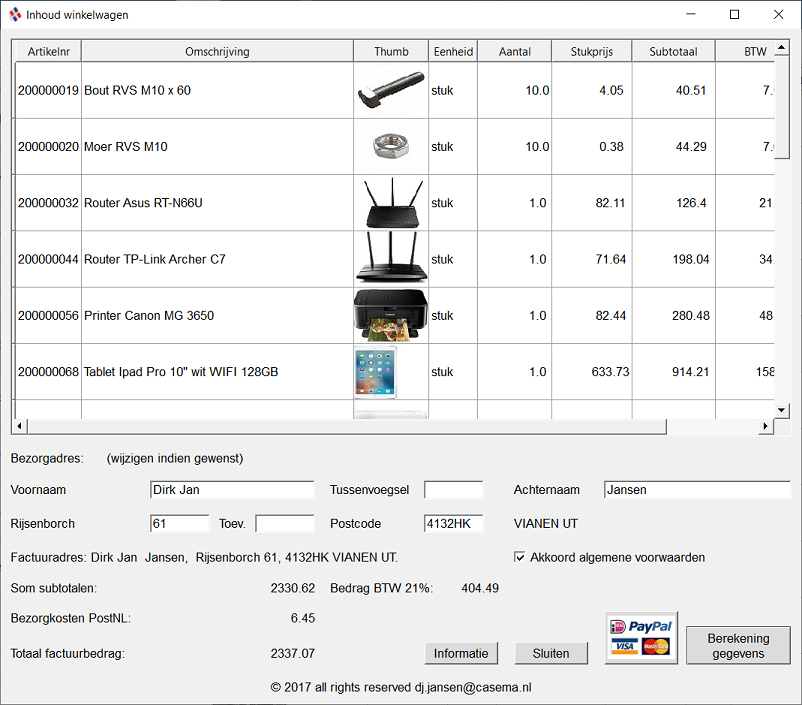 Inhoud winkelwagen
Artikelnr Omschrijving Thumb Eenheid Aantal Stukprijs Subtotaal BTW
200000019 Bout RVS M10 x 60 stuk 10.0 4.05 40.51 7.
200000020 Moer RVS M10 stuk 10.0 0.38 44.29 7.
200000032 Router Asus RT-N66U stuk 1.0 82.11 126.4 21
200000044 Router TP-Link Archer C7 stuk 1.0 71.64 198.04 34
200000056 Printer Canon MG 3650 stuk 1.0 82.44 280.48 48
200000068 Tablet Ipad Pro 10" wit WIFI 128GB stuk 1.0 633.73 914.21 158
Bezorgadres: (wijzigen indien gewenst)
Voornaam Dirk Jan Tussenvoegsel Achternaam Jansen
Rijsenborch 61 Toev. Postcode 4132HK VIANEN UT
Factuuradres: Dirk Jan Jansen, Rijsenborch 61, 4132HK VIANEN UT. Akkoord algemene voorwaarden
Som subtotalen: 2330.62 Bedrag BTW 21%: 404.49
Bezorgkosten PostNL: 6.45
iDEAL PayPal
VISA MasterCard
Totaal factuurbedrag: 2337.07 Informatie Sluiten Berekening
gegevens
© 2017 all rights reserved dj.jansen@casema.nl